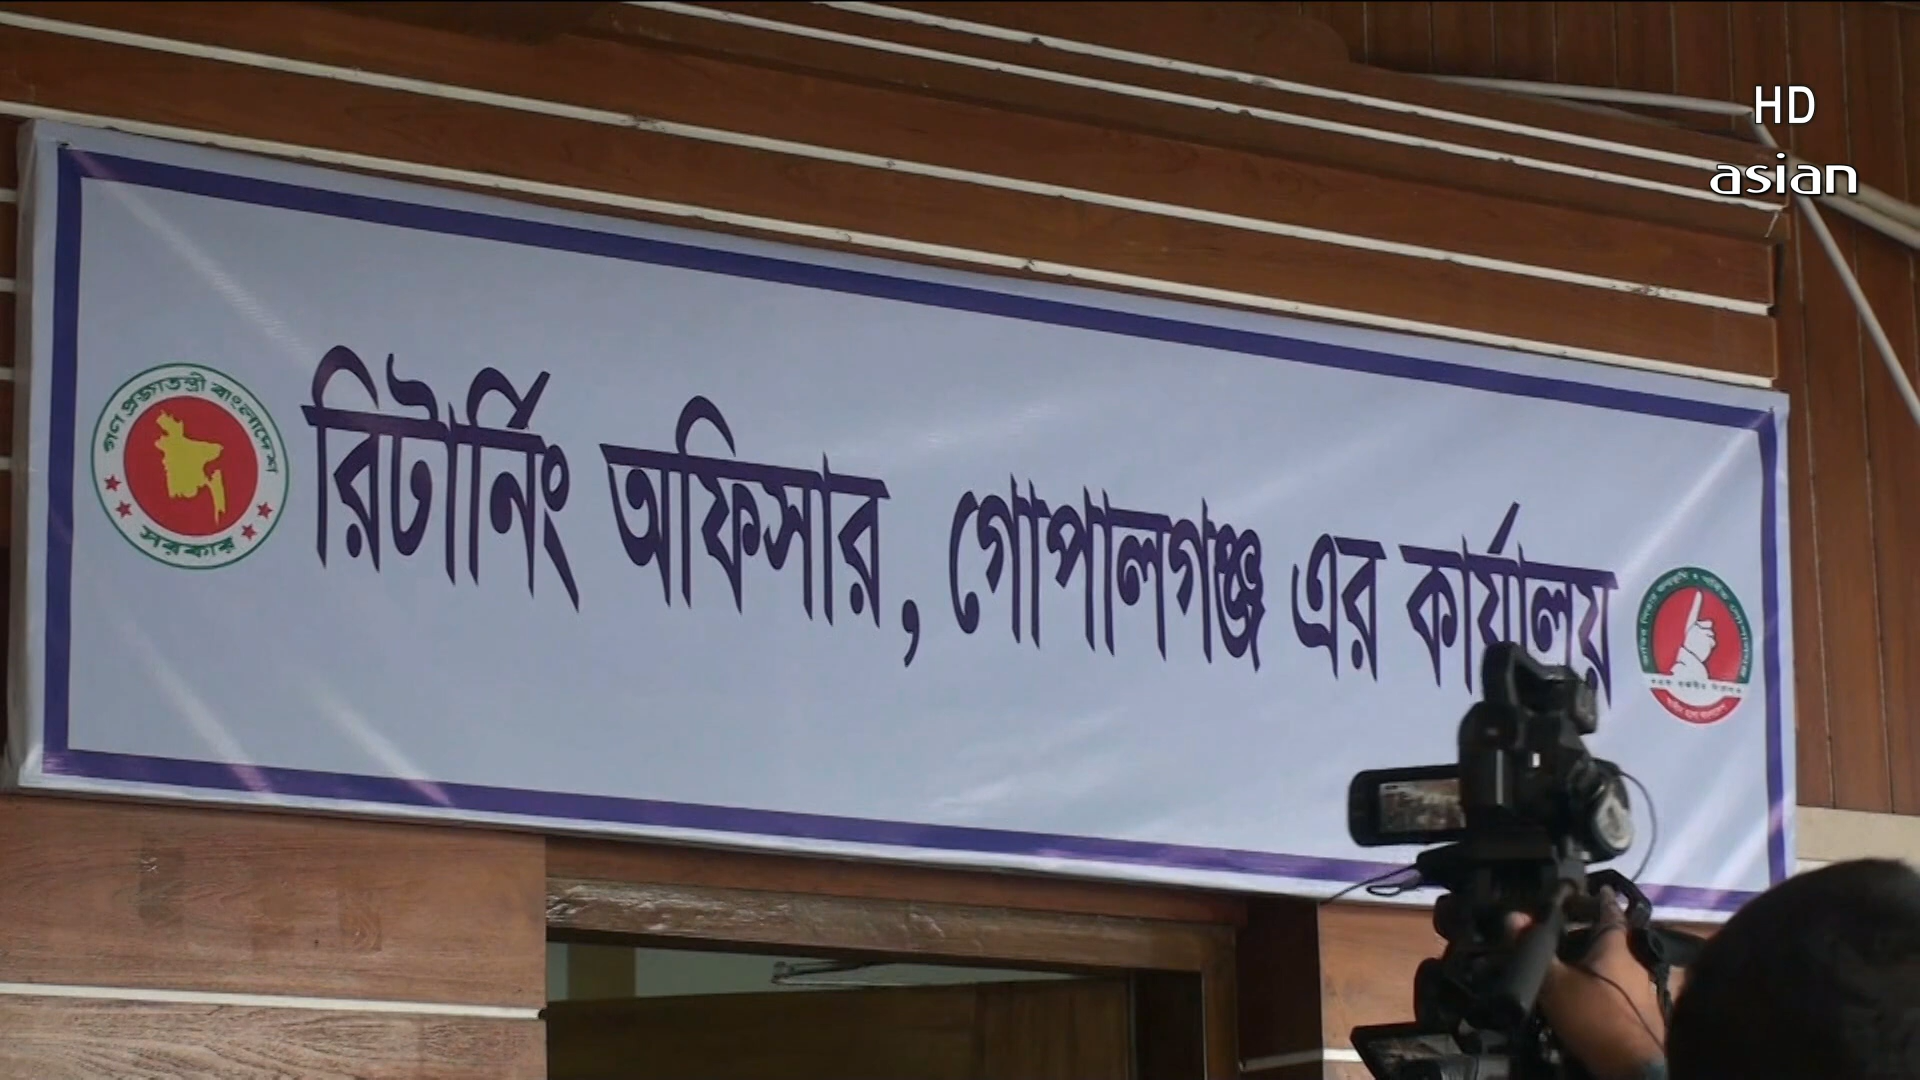 HD
asian
গণপ্রজাতন্ত্রী বাংলাদেশ
সরকার
রিটার্নিং অফিসার, গোপালগঞ্জ এর কার্যালয়